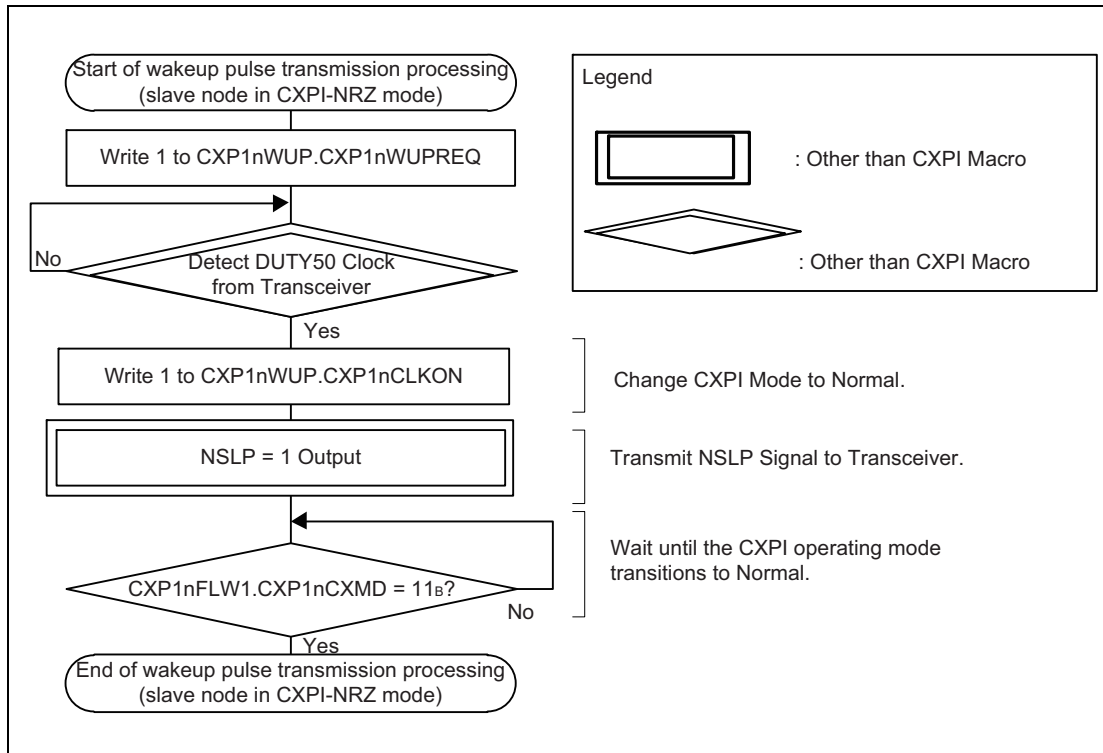 Start of wakeup pulse transmission processing
(slave node in CXPI-NRZ mode)
Write 1 to CXP1nWUP.CXP1nWUPREQ
No
Detect DUTY50 Clock
from Transceiver
Yes
Write 1 to CXP1nWUP.CXP1nCLKON
Change CXPI Mode to Normal.
NSLP = 1 Output
Transmit NSLP Signal to Transceiver.
Wait until the CXPI operating mode
transitions to Normal.
CXP1nFLW1.CXP1nCXMD = 11B?
No
Yes
End of wakeup pulse transmission processing
(slave node in CXPI-NRZ mode)
Legend
: Other than CXPI Macro
: Other than CXPI Macro